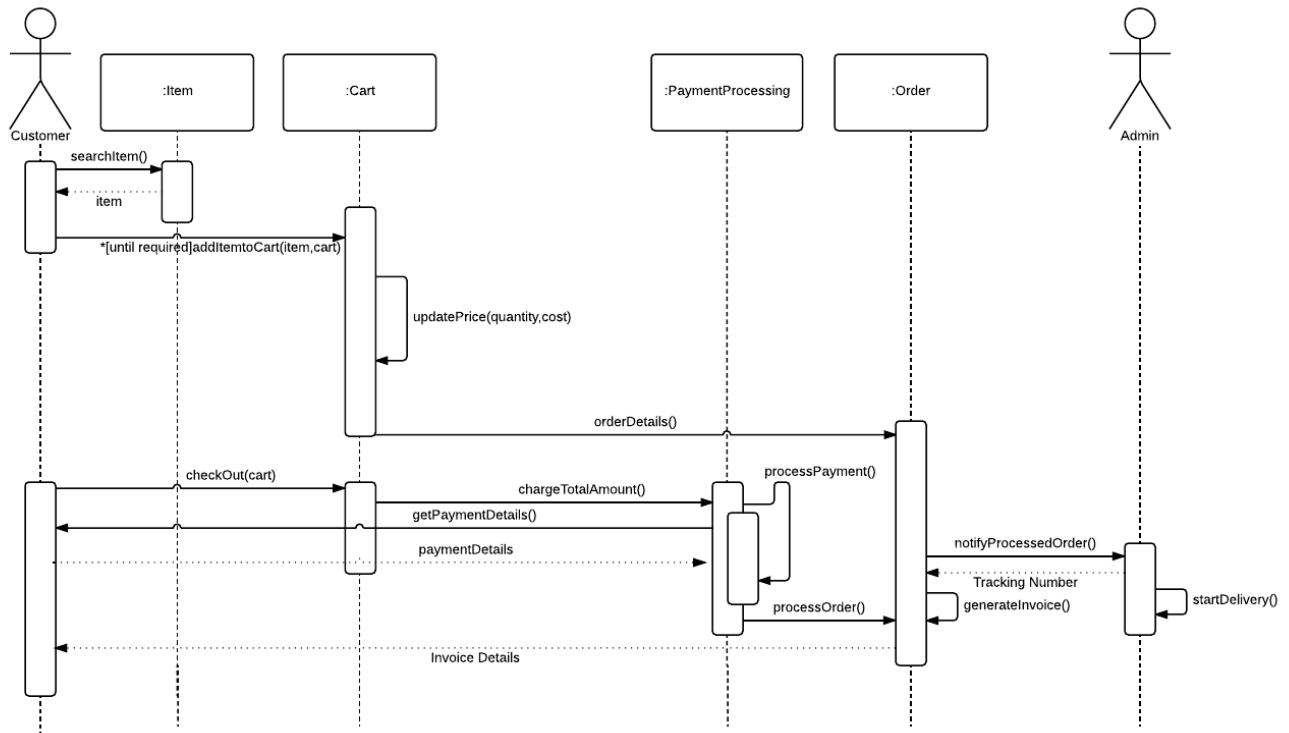 :Item
:Cart
:PaymentProcessing
:Order
Customer
Admin
searchItem()
item
*[until required]addItemtoCart(item,cart)
updatePrice(quantity,cost)
orderDetails()
checkOut(cart)
processPayment()
chargeTotalAmount()
getPaymentDetails()
paymentDetails
notifyProcessedOrder()
Tracking Number
startDelivery()
generateInvoice()
processOrder()
Invoice Details